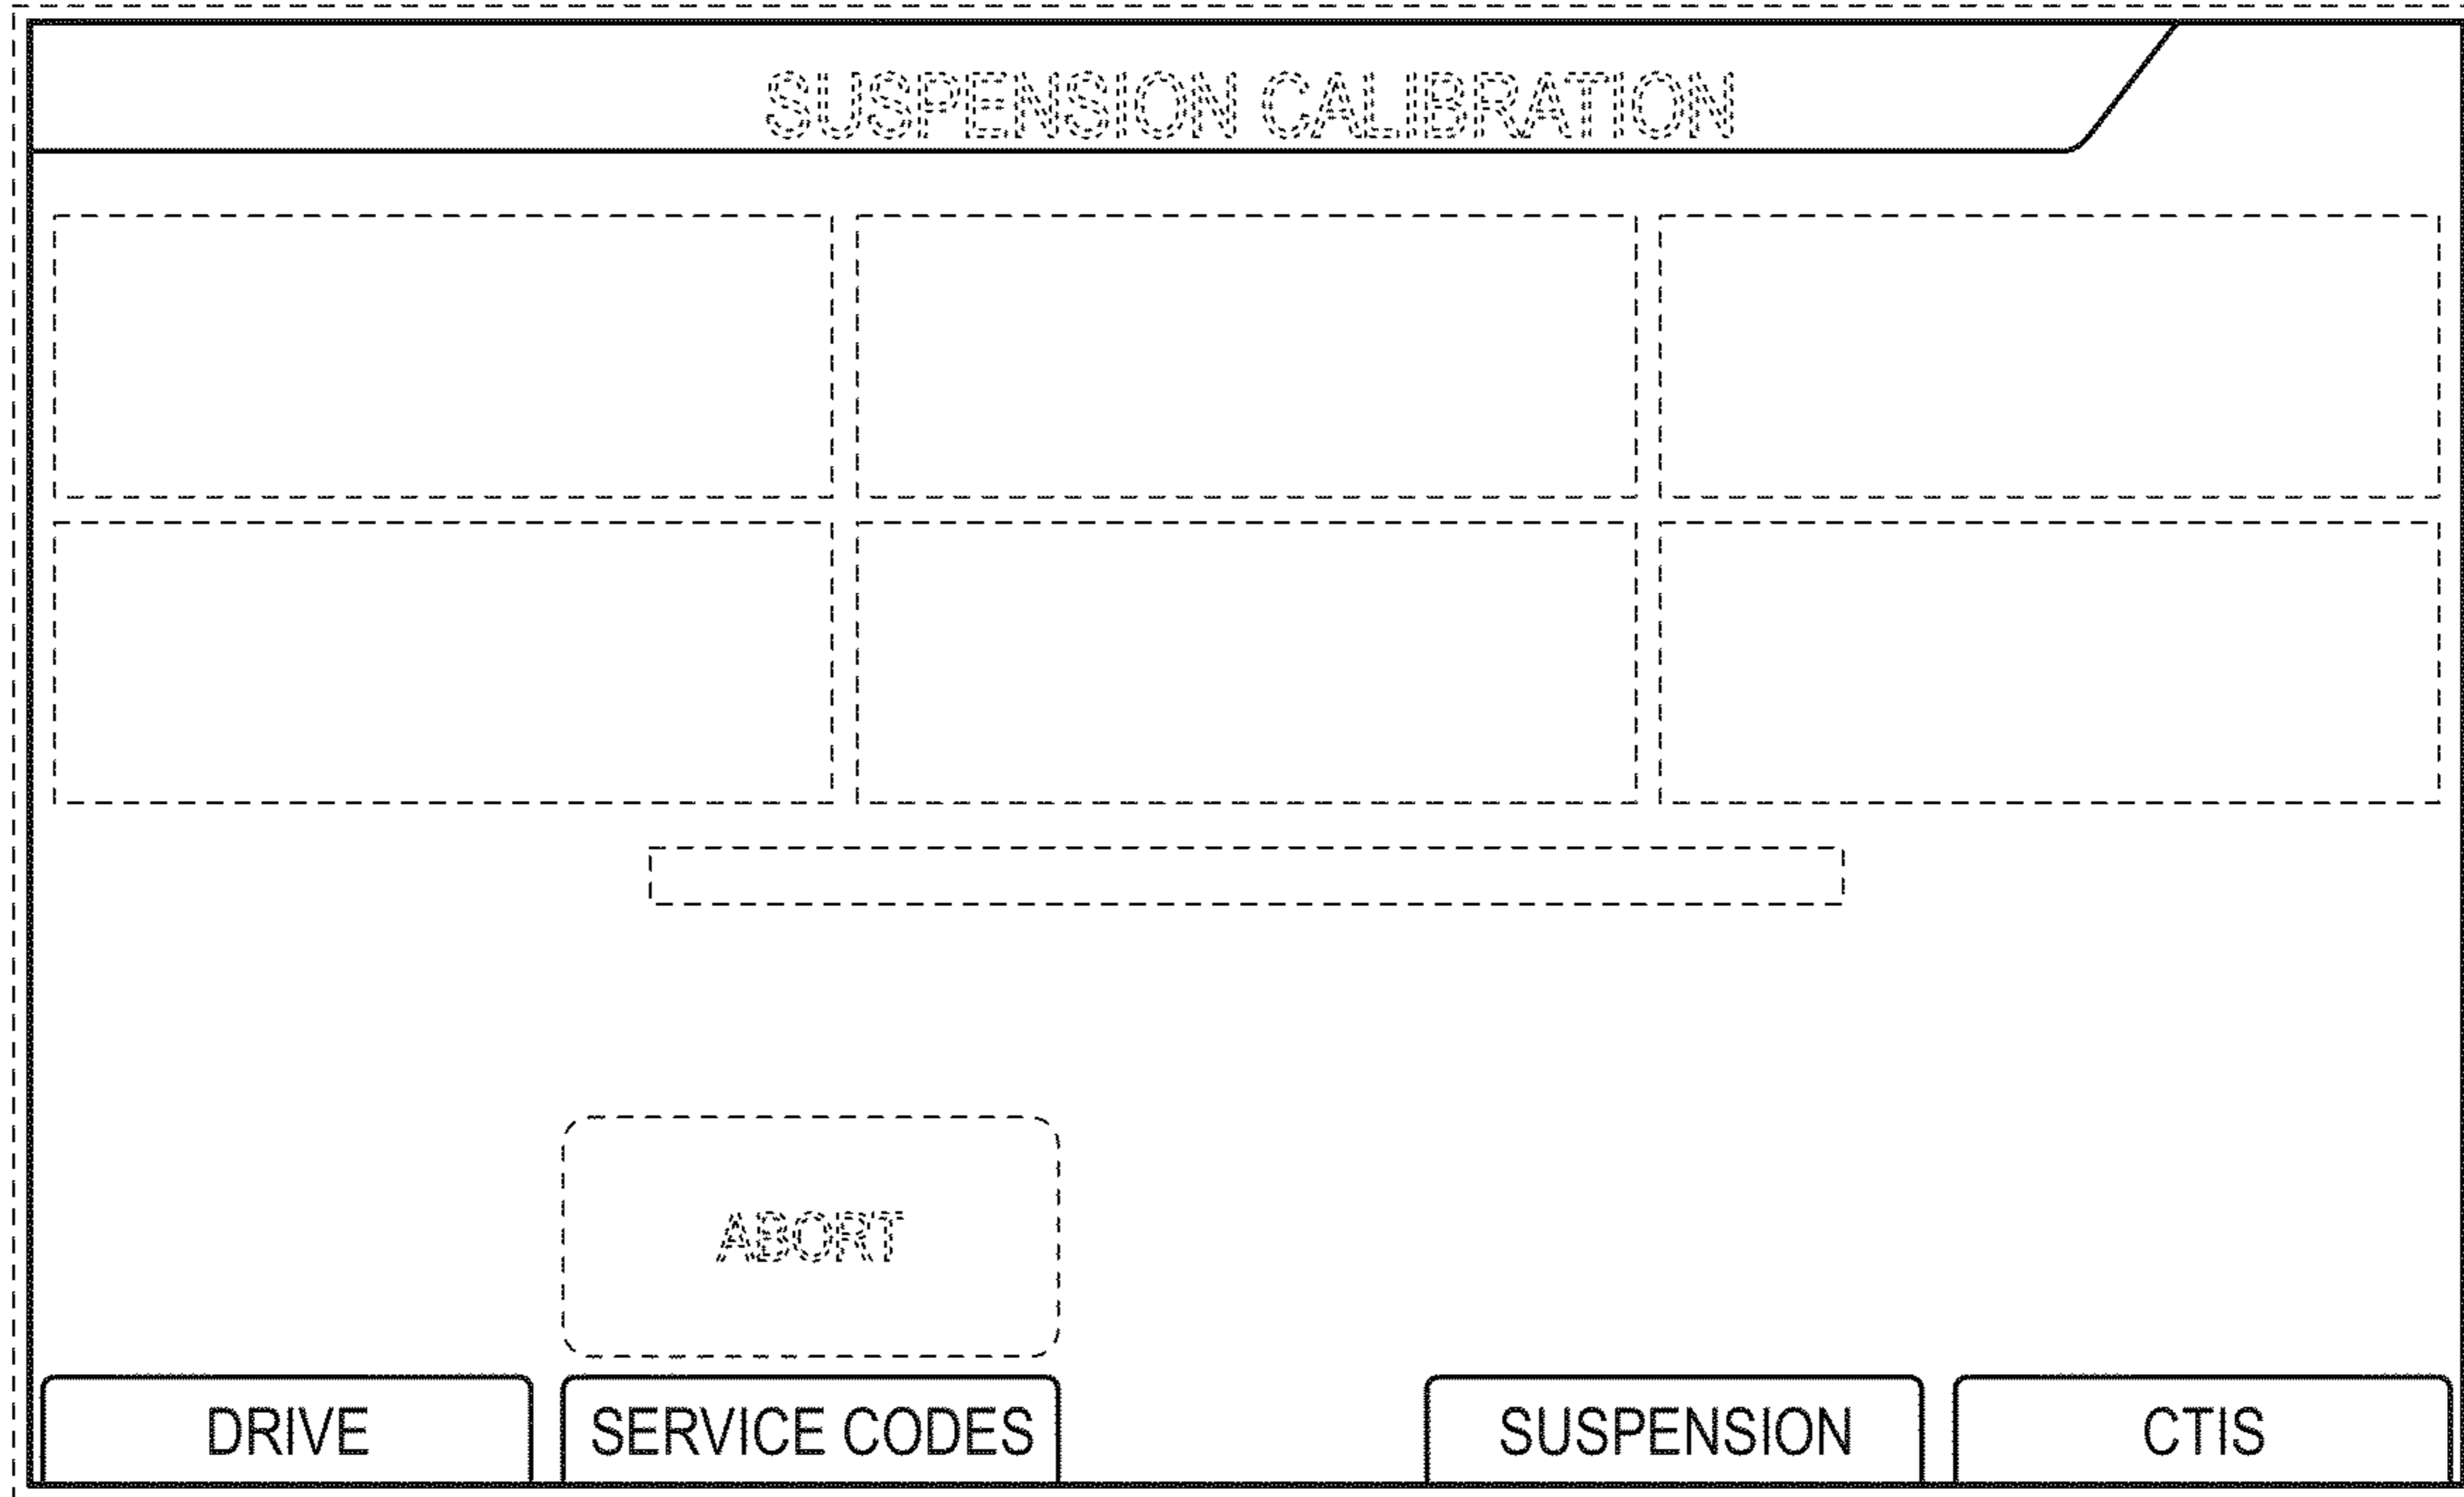 SUSPENSION CALIBRATION
ABORT
DRIVE
SERVICE CODES
SUSPENSION
CTIS